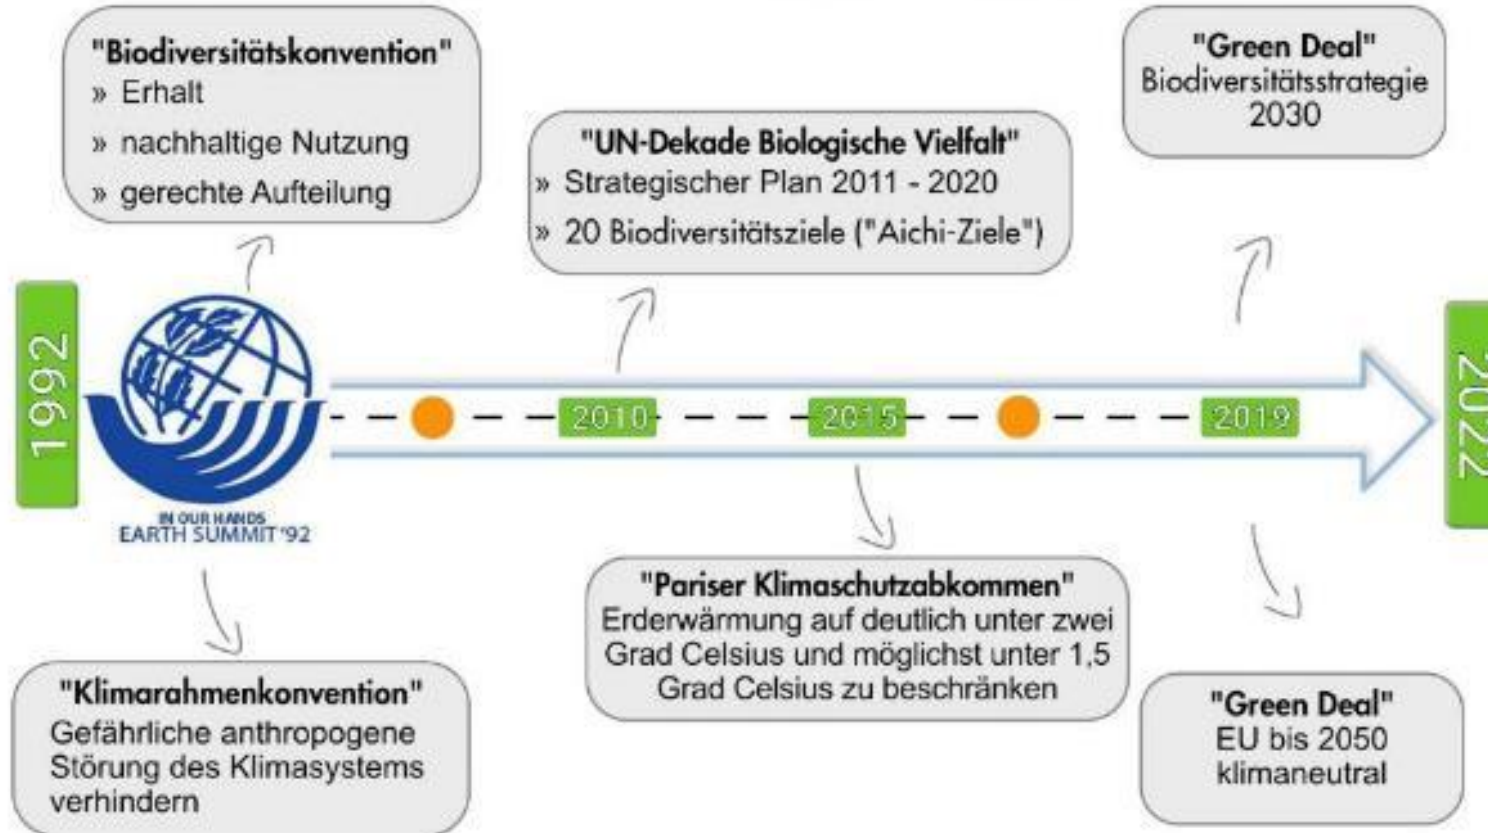 "Biodiversitätskonvention"
» Erhalt
» nachhaltige Nutzung
» gerechte Aufteilung
"UN-Dekade Biologische Vielfalt"
» Strategischer Plan 2011 - 2020
» 20 Biodiversitätsziele ("Aichi-Ziele")
"Green Deal"
Biodiversitätsstrategie
2030
1992
2010
2015
2019
2022
IN OUR HANDS
EARTH SUMMIT '92
"Klimarahmenkonvention"
Gefährliche anthropogene
Störung des Klimasystems
verhindern
"Pariser Klimaschutzabkommen"
Erderwärmung auf deutlich unter zwei
Grad Celsius und möglichst unter 1,5
Grad Celsius zu beschränken
"Green Deal"
EU bis 2050
klimaneutral